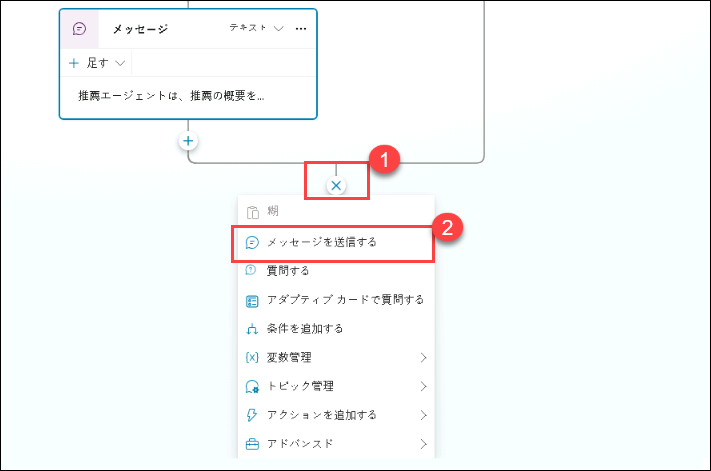 メッセージ
テキスト
足す
推薦エージェントは、推薦の概要を...
1
糊
2
メッセージを送信する
質問する
アダプティブ カードで質問する
条件を追加する
変数管理
トピック管理
アクションを追加する
アドバンスド